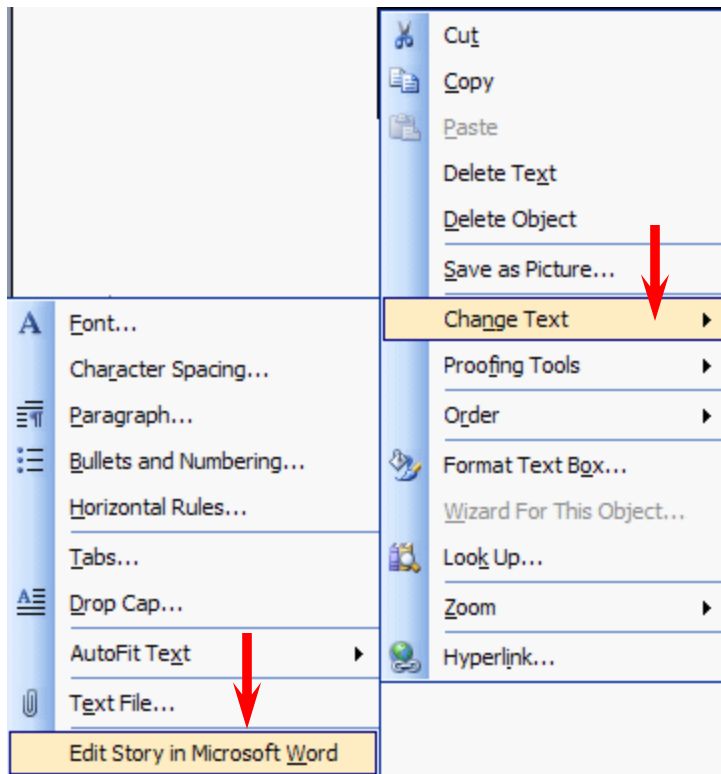 Cut
Copy
Paste
Delete Text
Delete Object
Save as Picture...
Change Text
Proofing Tools
Order
Format Text Box...
Wizard For This Object...
Look Up...
Zoom
Hyperlink...
Font...
Character Spacing...
Paragraph...
Bullets and Numbering...
Horizontal Rules...
Tabs...
Drop Cap...
AutoFit Text
Text File...
Edit Story in Microsoft Word